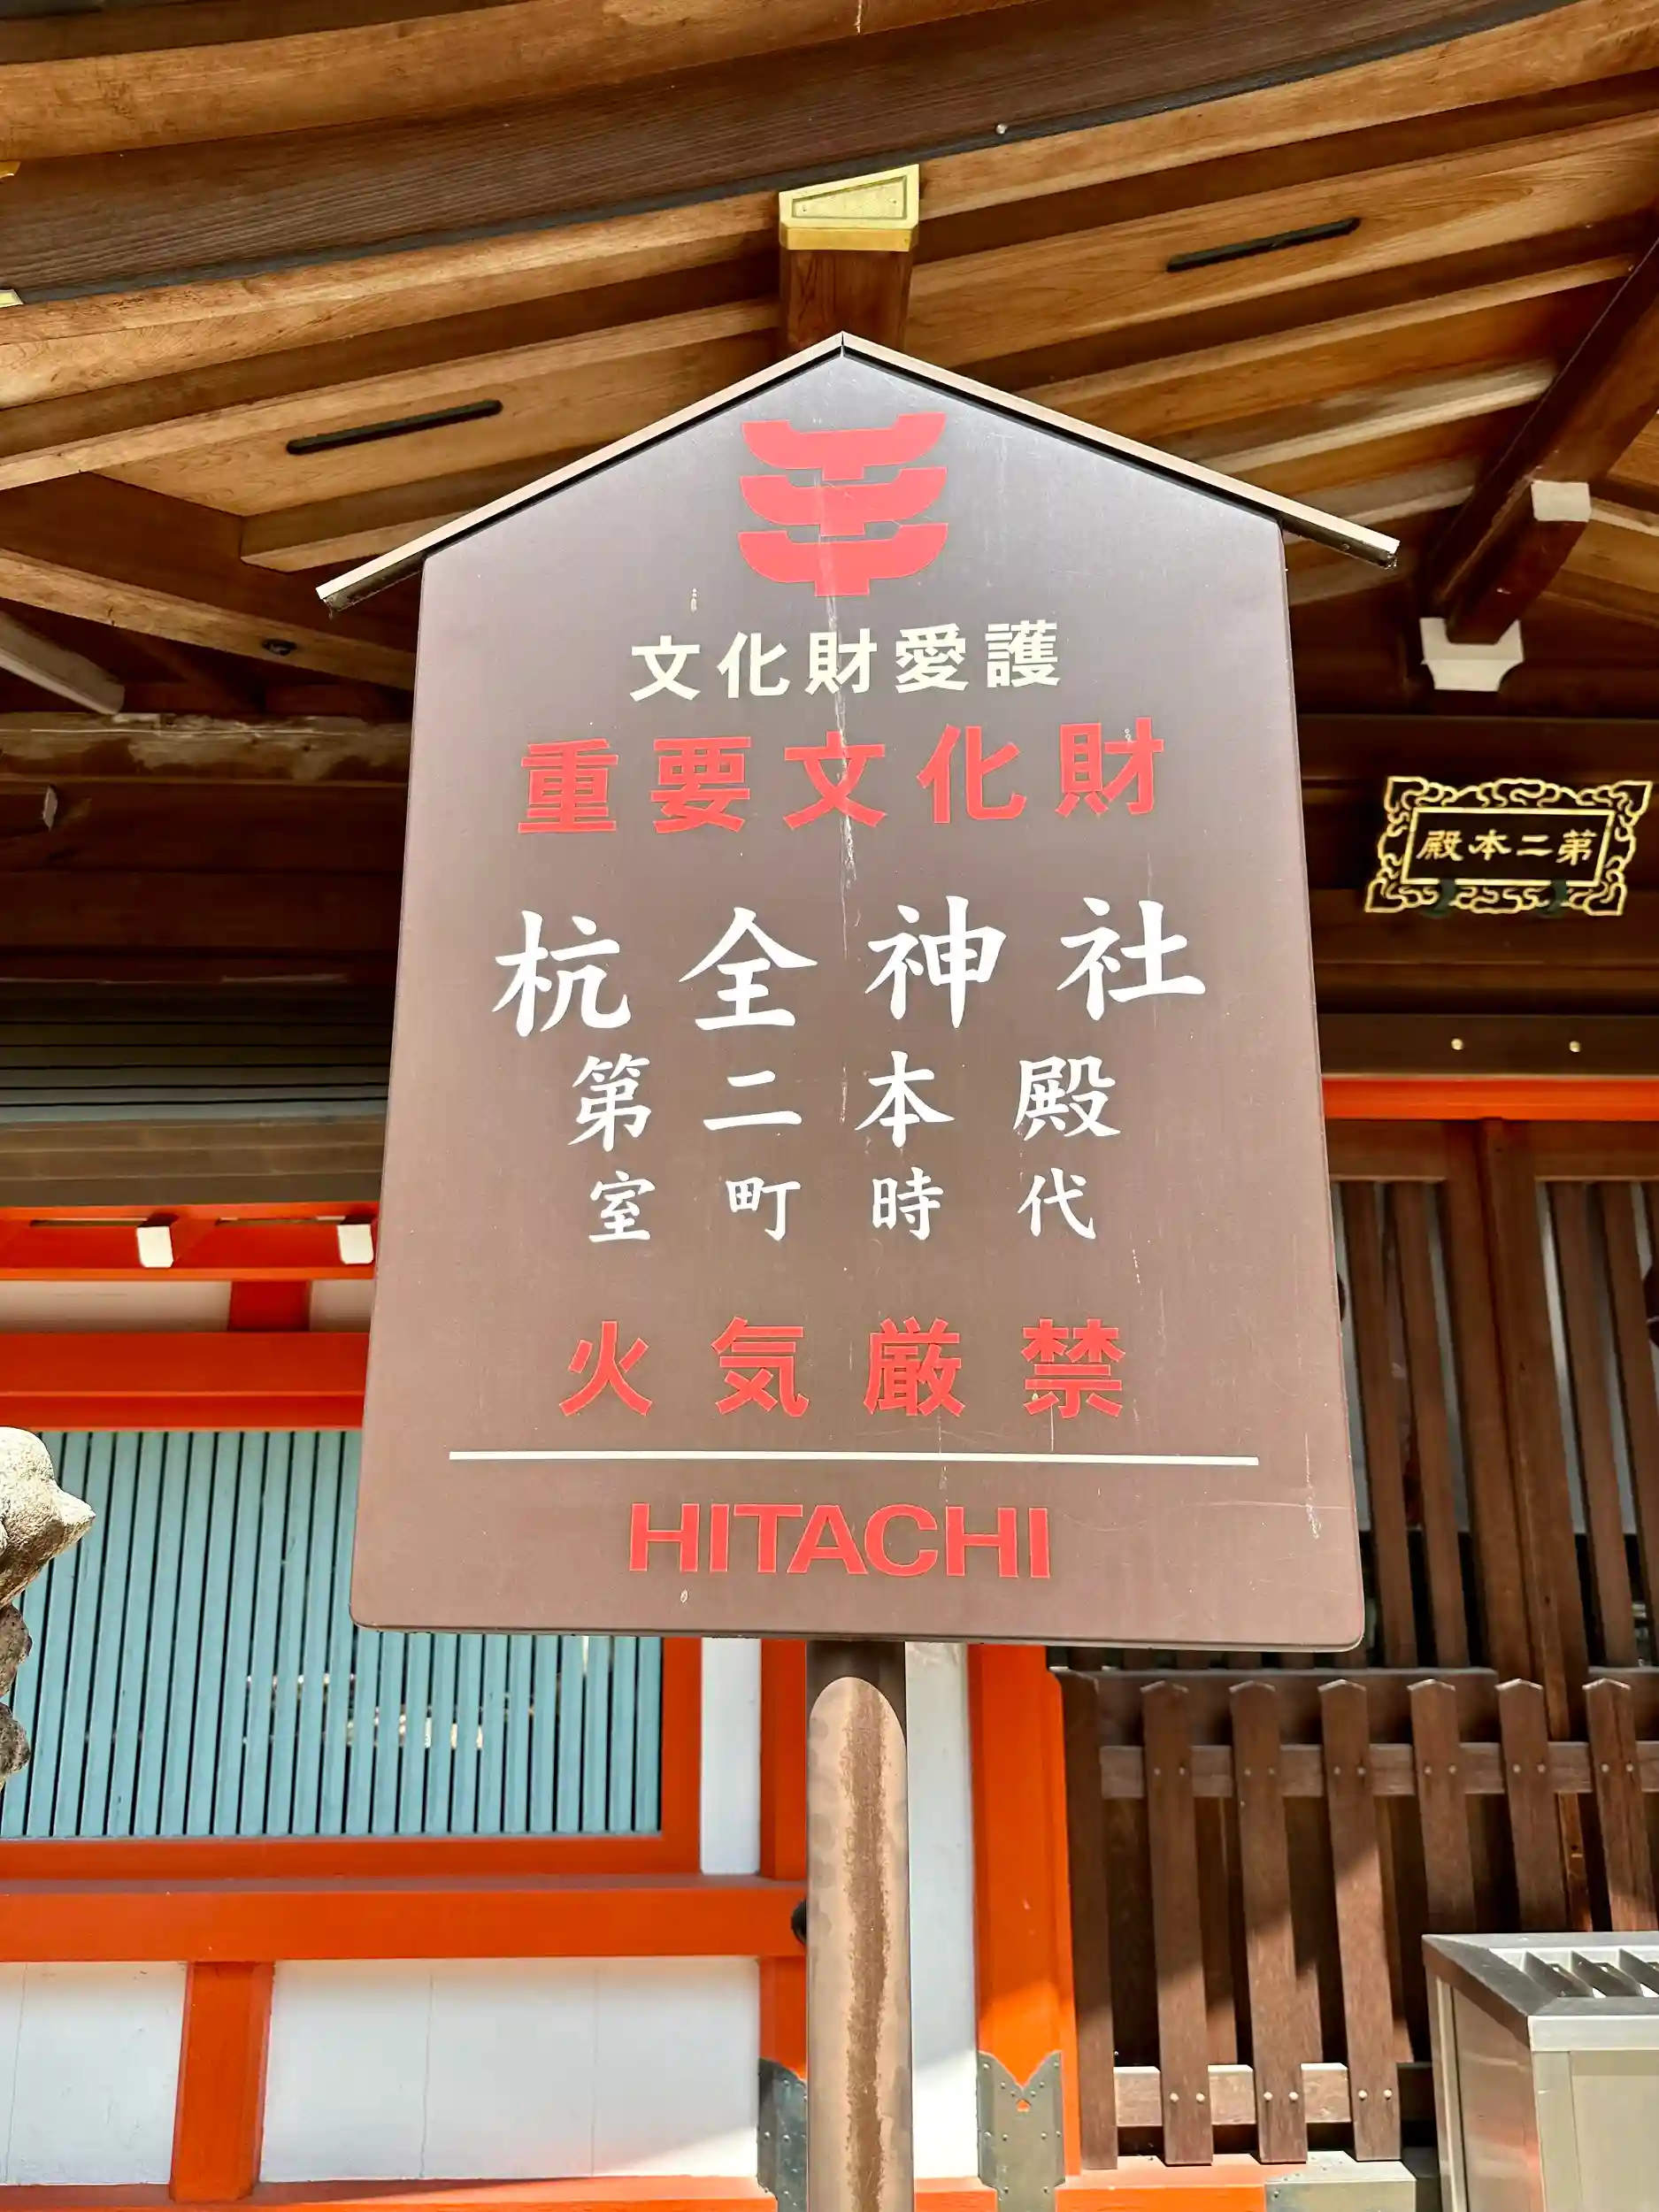 文化財愛護
重要文化財
杭全神社
第二本殿
室町時代
火気厳禁
HITACHI
殿本二第